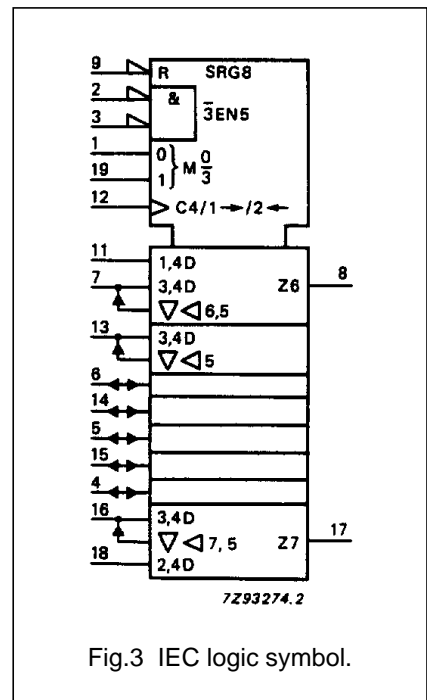 9 R SRG8
2 &
3 3̅EN5
1 0
} M 0/3
19 1
12 C4/1→/2←
11 1,4D
7 3,4D Z6 8
▽ ◁ 6,5
13 3,4D
▽ ◁ 5
6
14
5
15
4
16 3,4D
▽ ◁ 7,5 Z7 17
18 2,4D
7Z93274.2
Fig.3 IEC logic symbol.